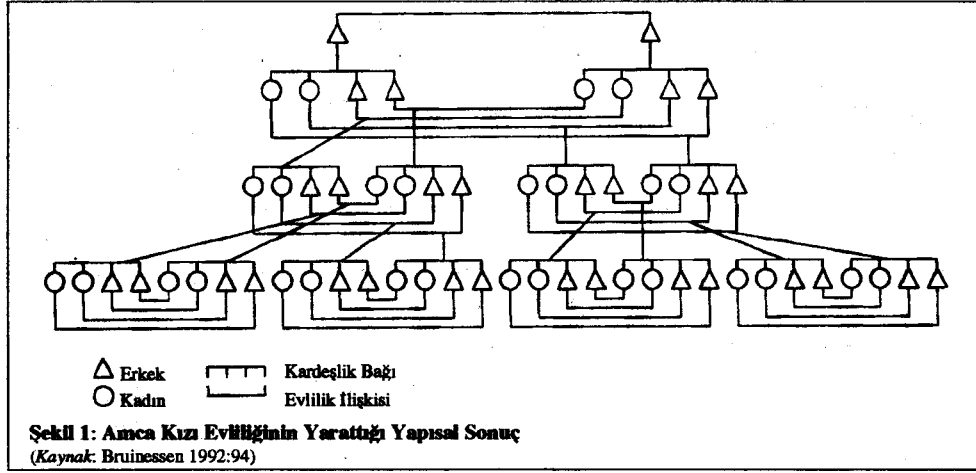 Erkek
Kardeşlik Bağı
Kadın
Evlilik İlişkisi
Şekil 1: Amca Kızı Evliliğinin Yarattığı Yapısal Sonuç
(Kaynak: Bruinessen 1992:94)